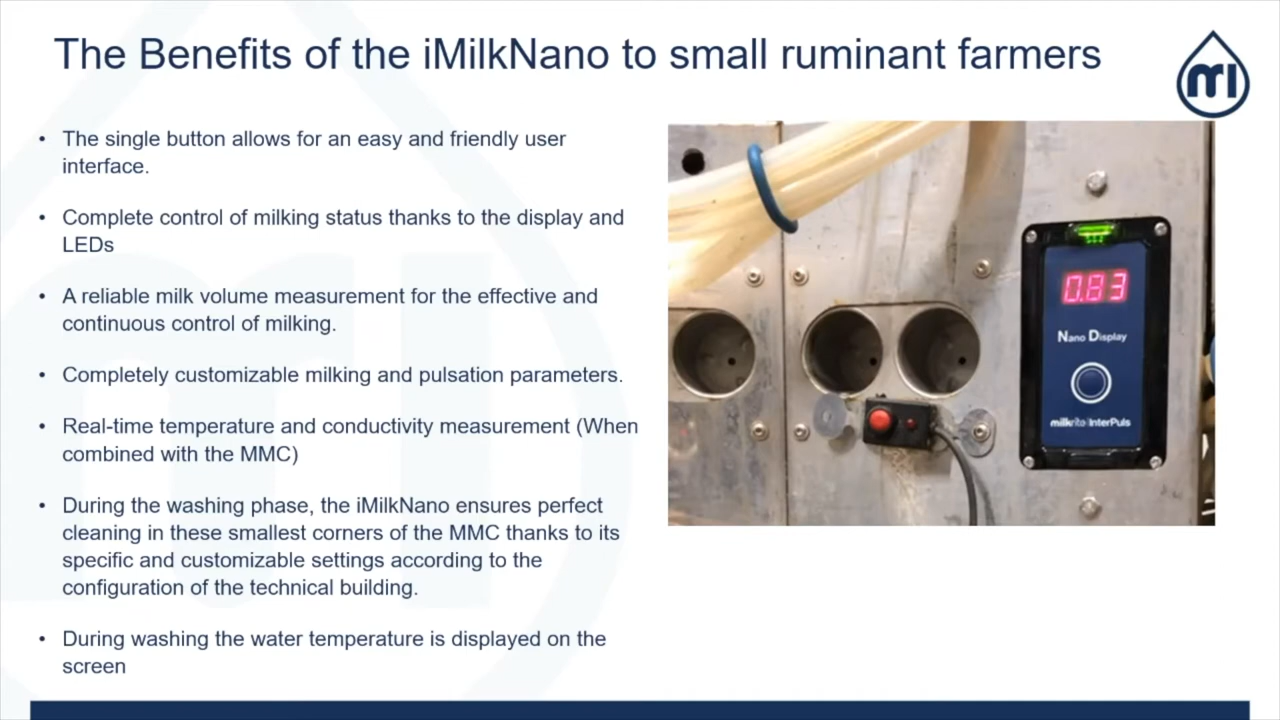 The Benefits of the iMilkNano to small ruminant farmers
mi
• The single button allows for an easy and friendly user
interface.
• Complete control of milking status thanks to the display and
LEDs
• A reliable milk volume measurement for the effective and
continuous control of milking.
• Completely customizable milking and pulsation parameters.
• Real-time temperature and conductivity measurement (When
combined with the MMC)
• During the washing phase, the iMilkNano ensures perfect
cleaning in these smallest corners of the MMC thanks to its
specific and customizable settings according to the
configuration of the technical building.
• During washing the water temperature is displayed on the
screen
0.83
Nano Display
milkrite InterPuls